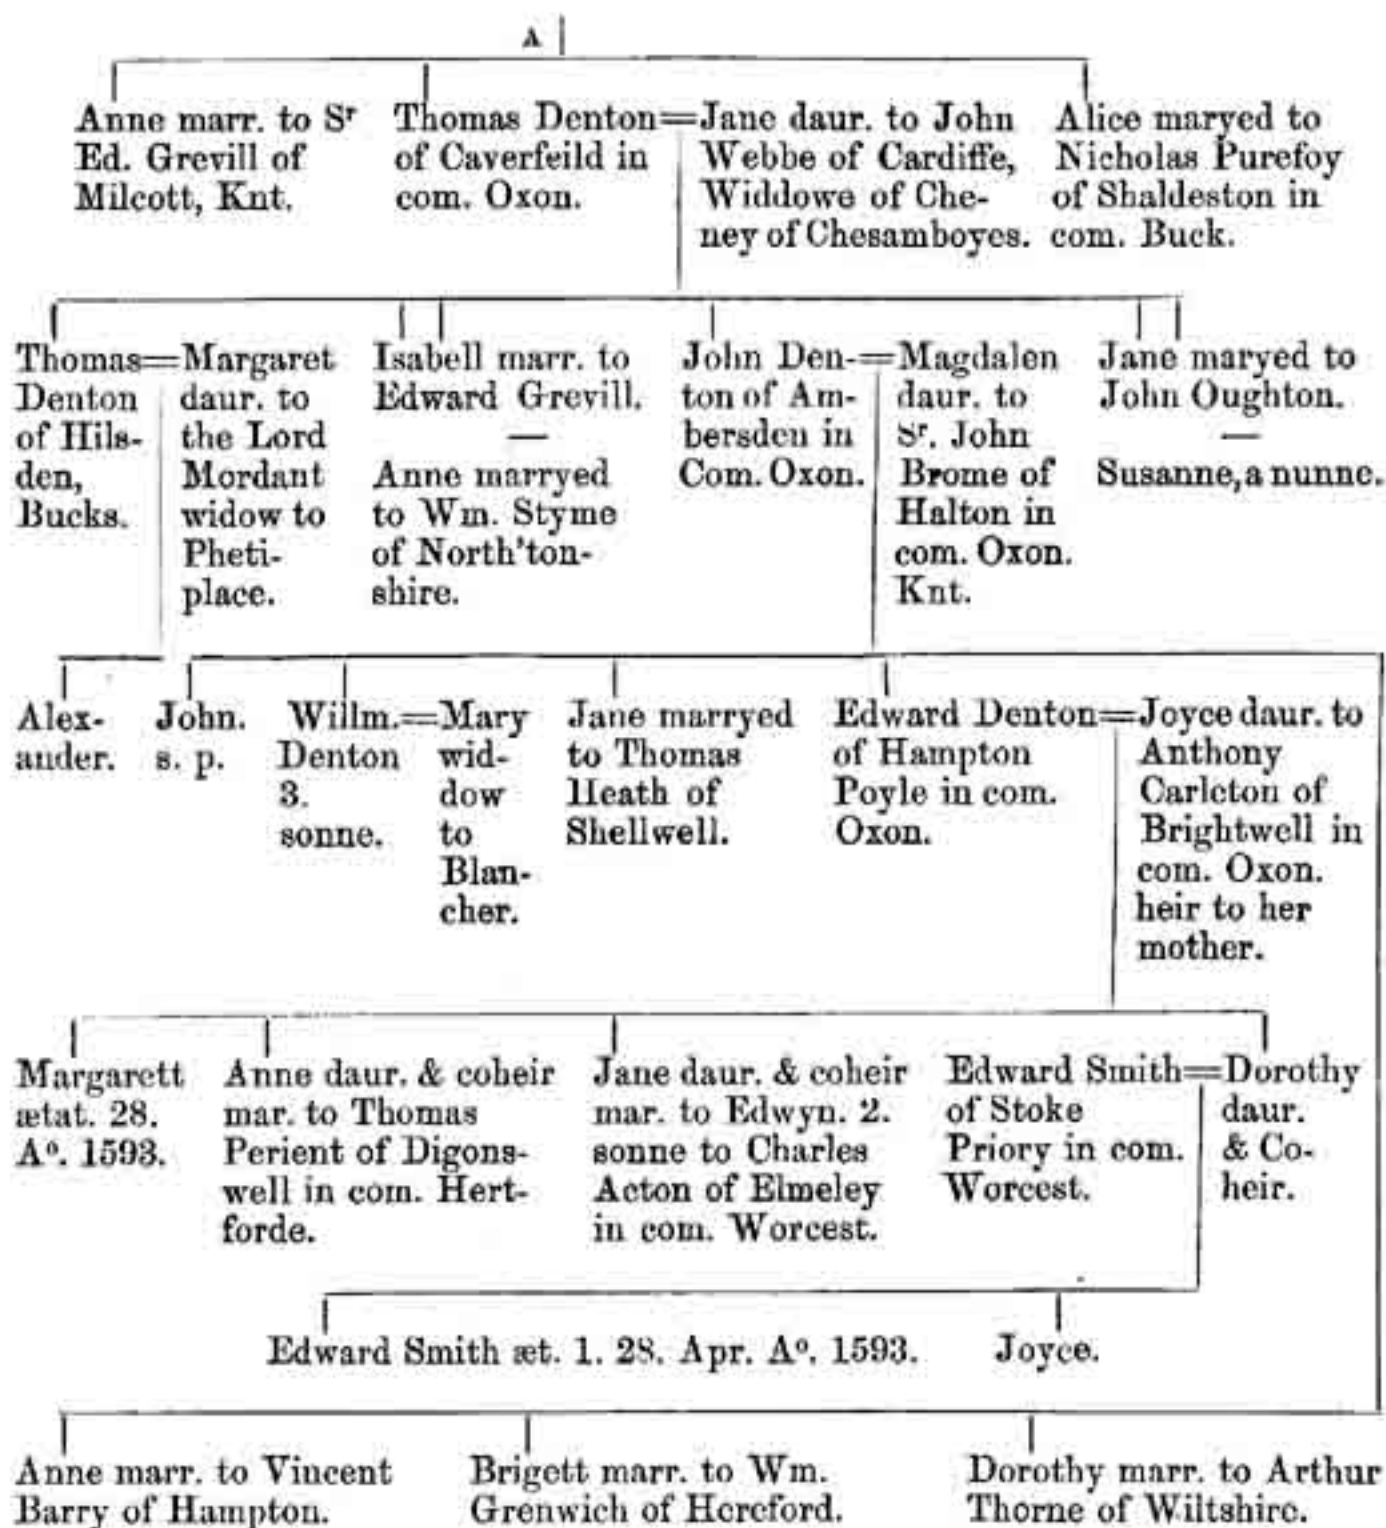 A
Anne marr. to Sr
Ed. Grevill of
Milcott, Knt.
Thomas Denton=
of Caverfeild in
com. Oxon.
Jane daur. to John
Webbe of Cardiffe,
Widdowe of Che-
ney of Chesamboyes.
Alice maryed to
Nicholas Purefoy
of Shaldeston in
com. Buck.
Thomas=
Denton
of Hils-
den,
Bucks.
Margaret
daur. to
the Lord
Mordant
widow to
Pheti-
place.
Isabell marr. to
Edward Grevill.
—
Anne marryed
to Wm. Styme
of North'ton-
shire.
John Den-=
ton of Am-
bersden in
Com. Oxon.
Magdalen
daur. to
Sr. John
Brome of
Halton in
com. Oxon.
Knt.
Jane maryed to
John Oughton.
—
Susanne, a nunne.
Alex-
ander.
John.
s. p.
Willm.=
Denton
3.
sonne.
Mary
wid-
dow
to
Blan-
cher.
Jane marryed
to Thomas
Heath of
Shellwell.
Edward Denton=
of Hampton
Poyle in com.
Oxon.
Joyce daur. to
Anthony
Carleton of
Brightwell in
com. Oxon.
heir to her
mother.
Margarett
ætat. 28.
Ao. 1593.
Anne daur. & coheir
mar. to Thomas
Perient of Digons-
well in com. Hert-
forde.
Jane daur. & coheir
mar. to Edwyn. 2.
sonne to Charles
Acton of Elmeley
in com. Worcest.
Edward Smith=
of Stoke
Priory in com.
Worcest.
Dorothy
daur.
& Co-
heir.
Edward Smith æt. 1. 28. Apr. Ao. 1593.
Joyce.
Anne marr. to Vincent
Barry of Hampton.
Brigett marr. to Wm.
Grenwich of Hereford.
Dorothy marr. to Arthur
Thorne of Wiltshire.